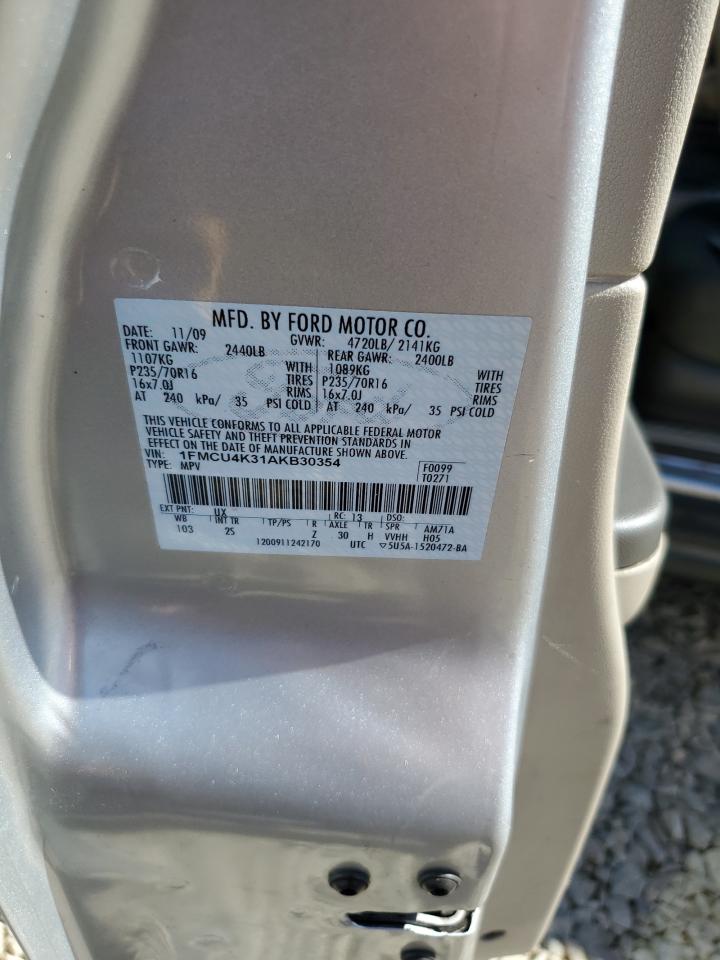 MFD. BY FORD MOTOR CO.
DATE: 11/09 GVWR: 4720LB/ 2141KG
FRONT GAWR: 2440LB REAR GAWR: 2400LB
1107KG WITH 1089KG WITH
P235/70R16 TIRES P235/70R16 TIRES
16x7.0J RIMS 16x7.0J RIMS
AT 240 kPa/ 35 PSI COLD AT 240 kPa/ 35 PSI COLD
THIS VEHICLE CONFORMS TO ALL APPLICABLE FEDERAL MOTOR
VEHICLE SAFETY AND THEFT PREVENTION STANDARDS IN
EFFECT ON THE DATE OF MANUFACTURE SHOWN ABOVE.
VIN: 1FMCU4K31AKB30354 F0099
TYPE: MPV T0271
EXT PNT: UX RC: 13 DSO:
WB INT TR TP/PS R AXLE TR SPR AM71A
103 2S Z 30 H VVHH H05
1200911242170 UTC ▽5U5A-1520472-BA